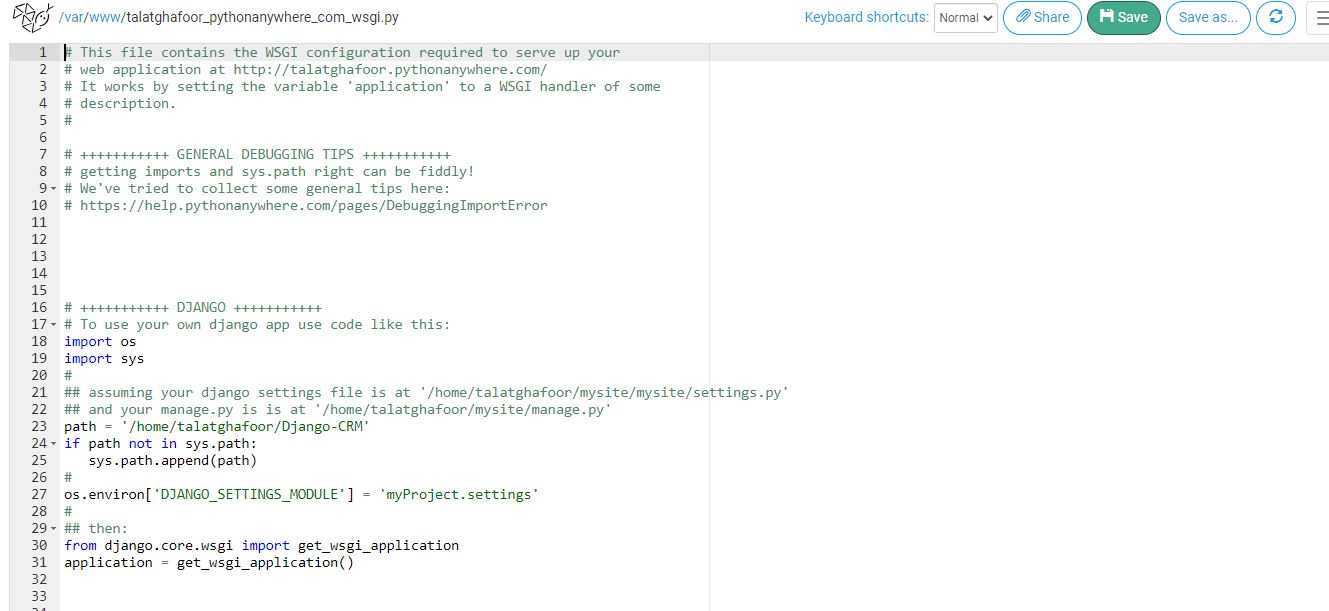 /var/www/talatghafoor_pythonanywhere_com_wsgi.py Keyboard shortcuts: Normal Share Save Save as...
1 # This file contains the WSGI configuration required to serve up your
2 # web application at http://talatghafoor.pythonanywhere.com/
3 # It works by setting the variable 'application' to a WSGI handler of some
4 # description.
5 #
6
7 # +++++++++++ GENERAL DEBUGGING TIPS +++++++++++
8 # getting imports and sys.path right can be fiddly!
9 # We've tried to collect some general tips here:
10 # https://help.pythonanywhere.com/pages/DebuggingImportError
11
12
13
14
15
16 # +++++++++++ DJANGO +++++++++++
17 # To use your own django app use code like this:
18 import os
19 import sys
20 #
21 ## assuming your django settings file is at '/home/talatghafoor/mysite/mysite/settings.py'
22 ## and your manage.py is is at '/home/talatghafoor/mysite/manage.py'
23 path = '/home/talatghafoor/Django-CRM'
24 if path not in sys.path:
25    sys.path.append(path)
26 #
27 os.environ['DJANGO_SETTINGS_MODULE'] = 'myProject.settings'
28 #
29 ## then:
30 from django.core.wsgi import get_wsgi_application
31 application = get_wsgi_application()
32
33